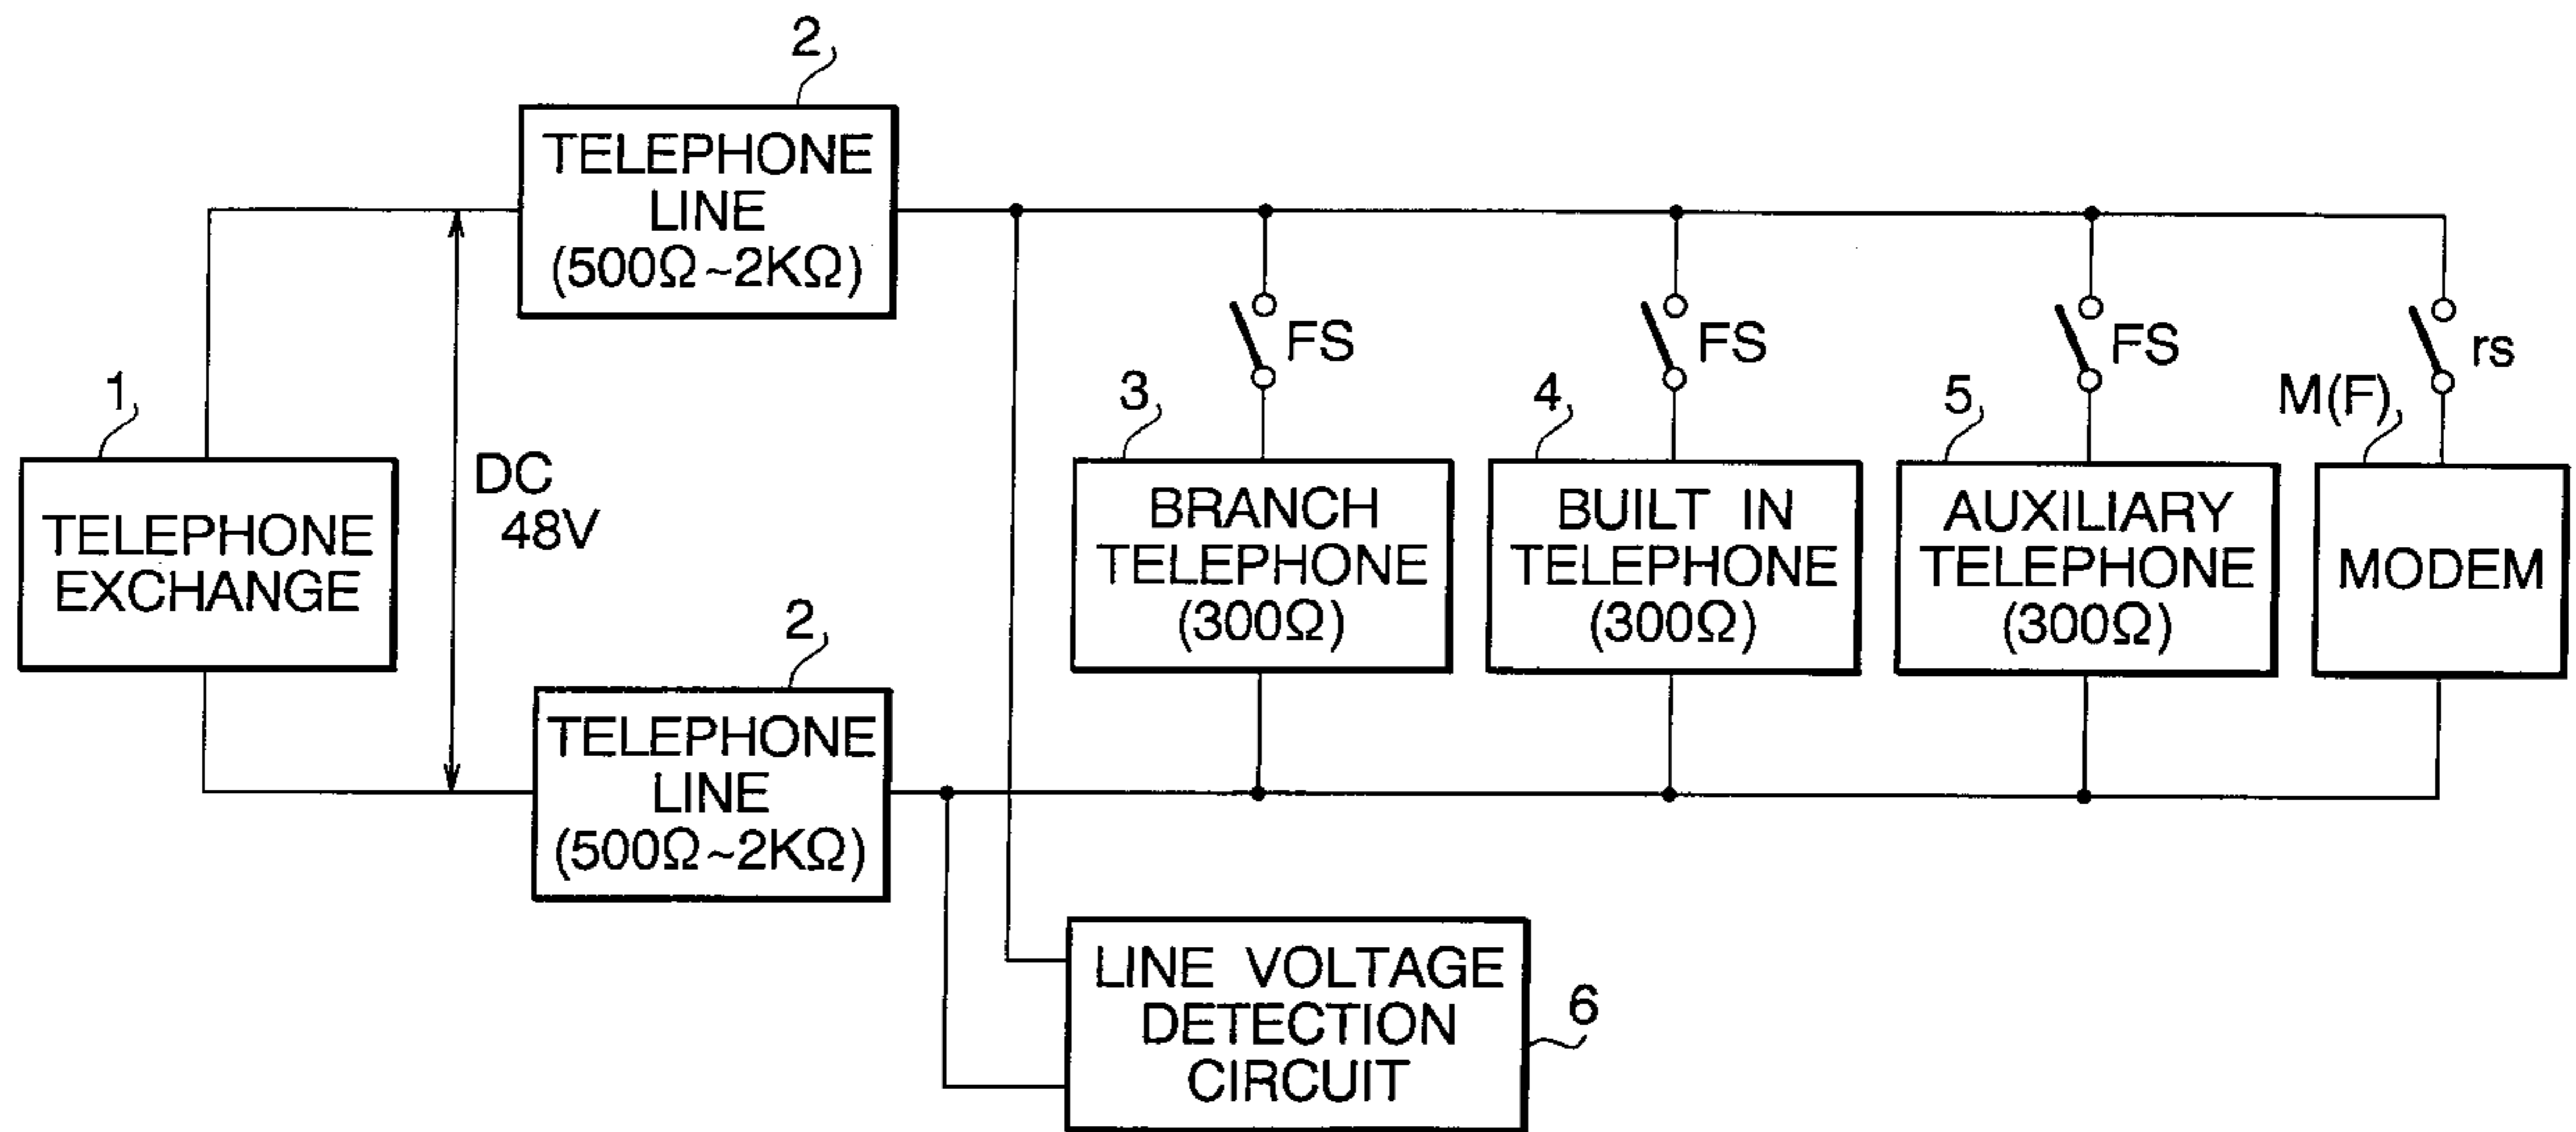 2
TELEPHONE
LINE
(500Ω~2KΩ)
1
TELEPHONE
EXCHANGE
DC
48V
2
TELEPHONE
LINE
(500Ω~2KΩ)
FS
FS
FS
rs
3
BRANCH
TELEPHONE
(300Ω)
4
BUILT IN
TELEPHONE
(300Ω)
5
AUXILIARY
TELEPHONE
(300Ω)
M(F)
MODEM
LINE VOLTAGE
DETECTION
CIRCUIT
6